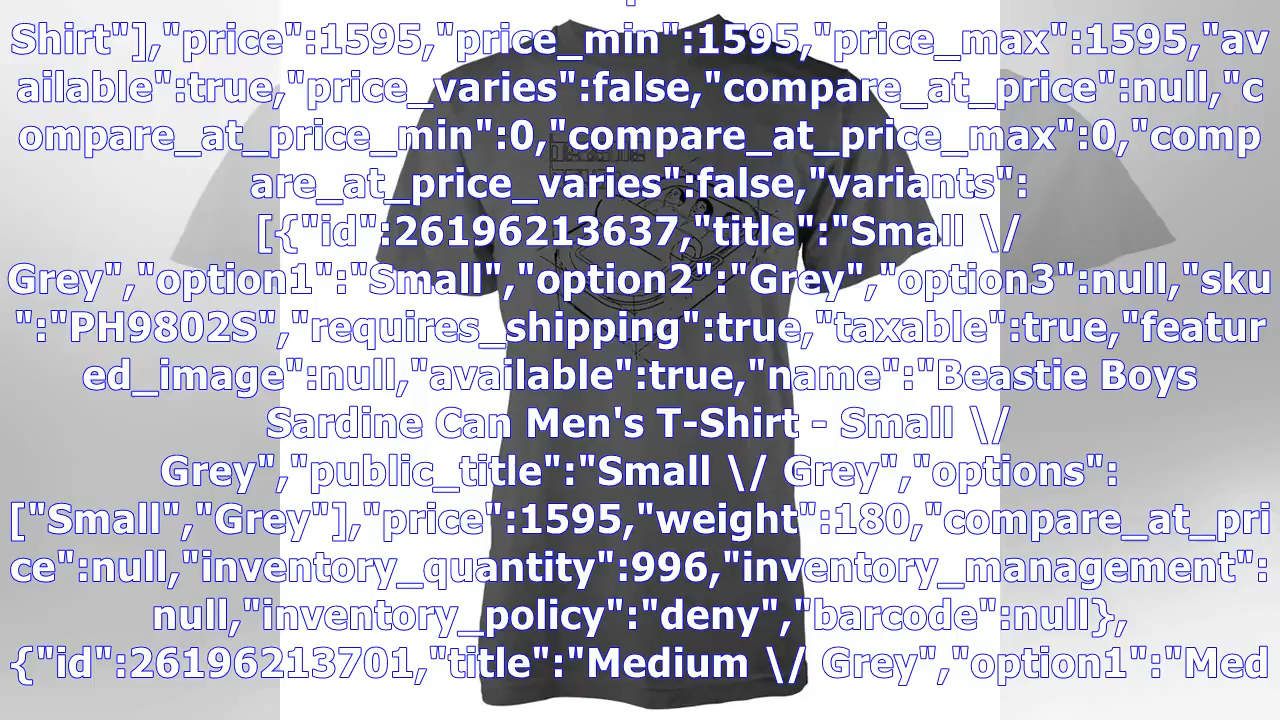 Shirt"],"price":1595,"price_min":1595,"price_max":1595,"av
ailable":true,"price_varies":false,"compare_at_price":null,"c
ompare_at_price_min":0,"compare_at_price_max":0,"comp
are_at_price_varies":false,"variants":
[{"id":26196213637,"title":"Small \/
Grey","option1":"Small","option2":"Grey","option3":null,"sku
":"PH9802S","requires_shipping":true,"taxable":true,"featur
ed_image":null,"available":true,"name":"Beastie Boys
Sardine Can Men's T-Shirt - Small \/
Grey","public_title":"Small \/ Grey","options":
["Small","Grey"],"price":1595,"weight":180,"compare_at_pri
ce":null,"inventory_quantity":996,"inventory_management":
null,"inventory_policy":"deny","barcode":null},
{"id":26196213701,"title":"Medium \/ Grey","option1":"Med